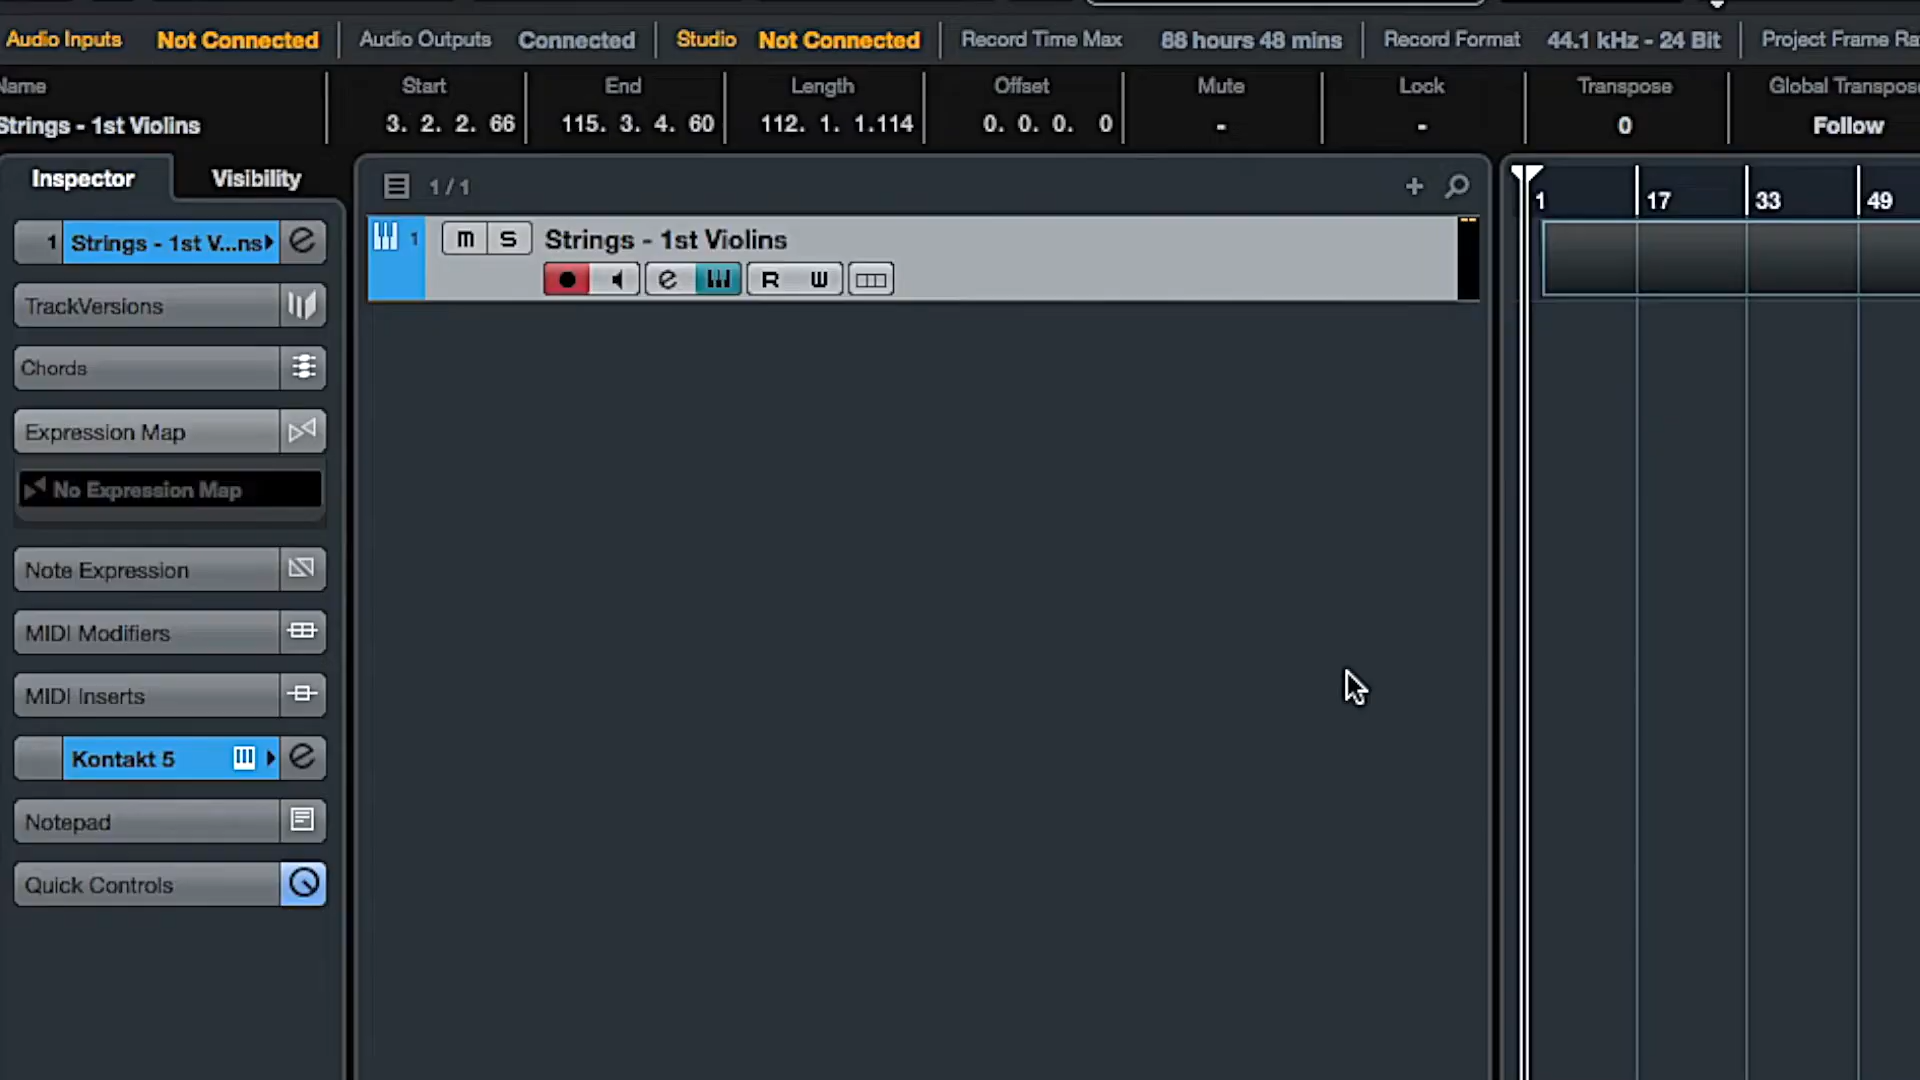 Audio Inputs Not Connected Audio Outputs Connected Studio Not Connected Record Time Max 88 hours 48 mins Record Format 44.1 kHz - 24 Bit Project Frame Ra
Name Start End Length Offset Mute Lock Transpose Global Transpose
Strings - 1st Violins 3. 2. 2. 66 115. 3. 4. 60 112. 1. 1.114 0. 0. 0. 0 - - 0 Follow
Inspector Visibility 1 / 1 +
1 17 33 49
1 Strings - 1st V...ns e 1 m S Strings - 1st Violins
e R W
TrackVersions
Chords
Expression Map
No Expression Map
Note Expression
MIDI Modifiers
MIDI Inserts
Kontakt 5 e
Notepad
Quick Controls